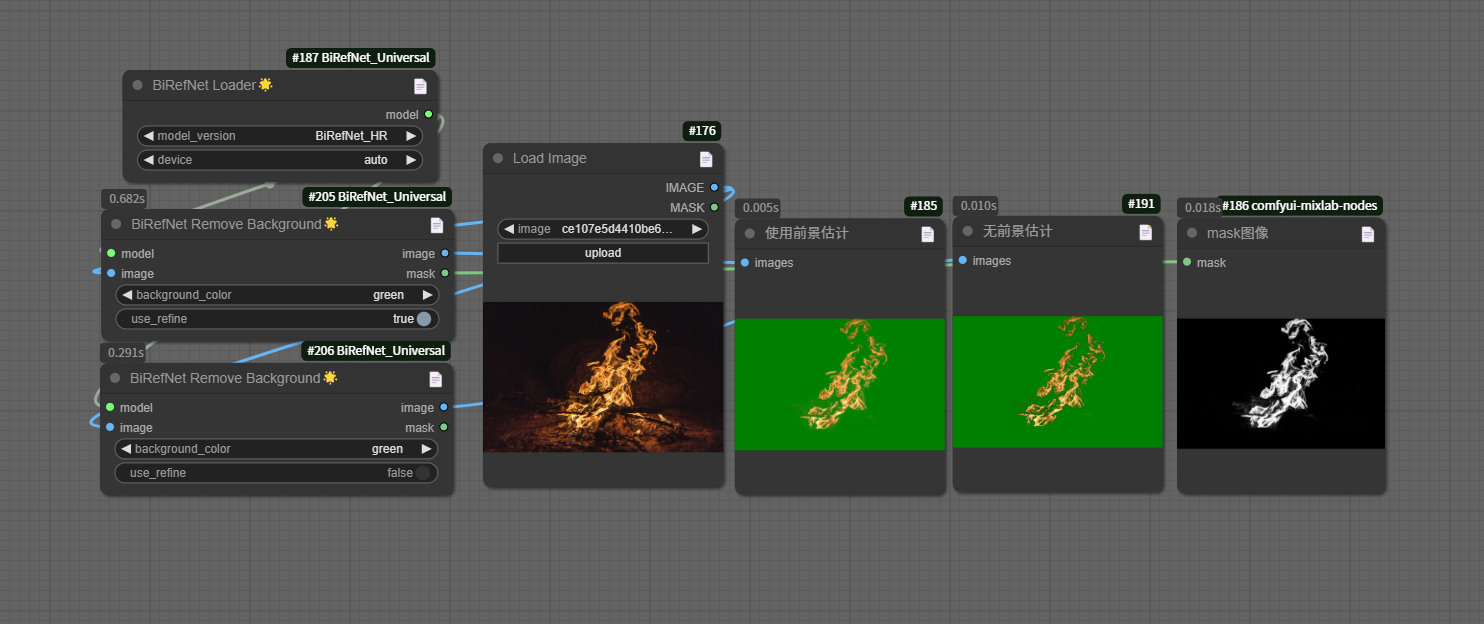 #187 BiRefNet_Universal
BiRefNet Loader🌟
model
model_version BiRefNet_HR
device auto
0.682s
#205 BiRefNet_Universal
BiRefNet Remove Background🌟
model image
image mask
background_color green
use_refine true
0.291s
#206 BiRefNet_Universal
BiRefNet Remove Background🌟
model image
image mask
background_color green
use_refine false
#176
Load Image
IMAGE
MASK
image ce107e5d4410be6...
upload
0.005s
#185
使用前景估计
images
0.010s
#191
无前景估计
images
0.018s
#186 comfyui-mixlab-nodes
mask图像
mask